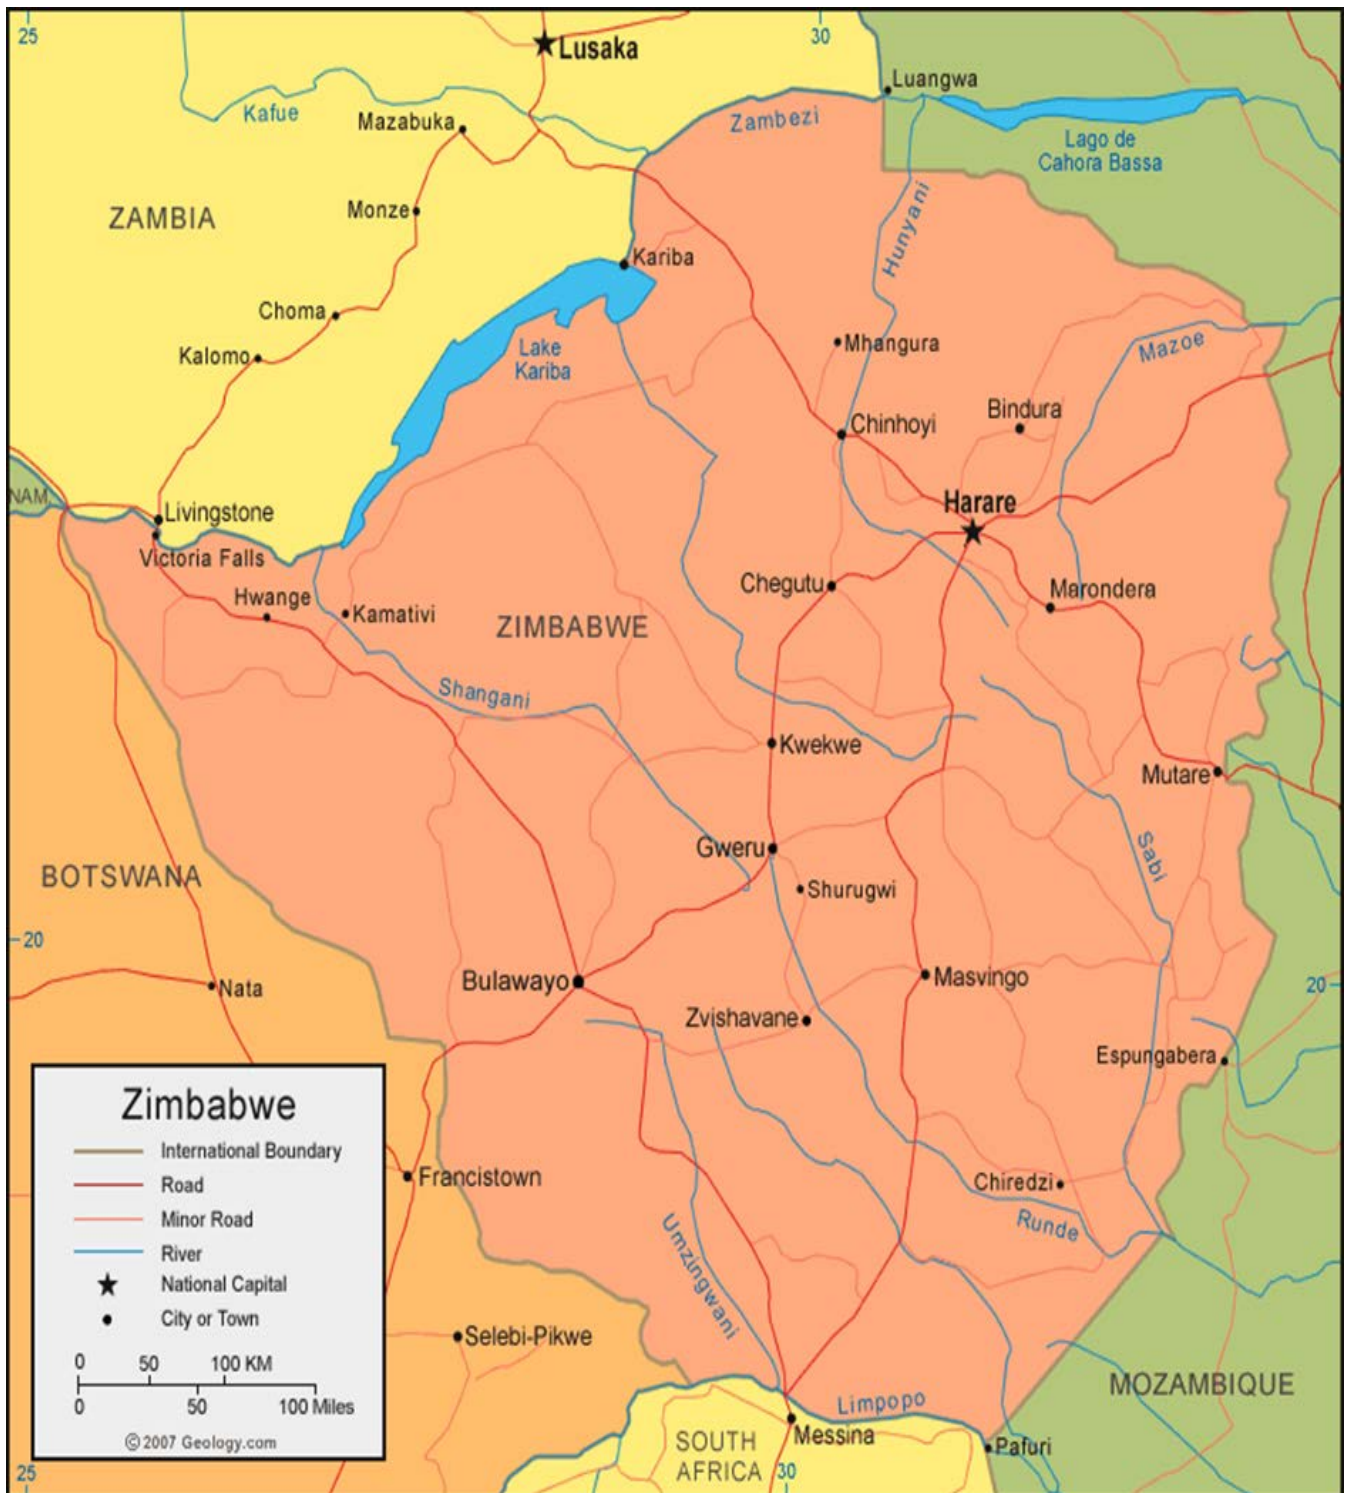 25
30
Lusaka
Luangwa
Kafue
Mazabuka
Zambezi
Lago de
Cahora Bassa
ZAMBIA
Monze
Hunyani
Kariba
Choma
Kalomo
Lake
Kariba
Mhangura
Mazoe
Bindura
Chinhoyi
NAM.
Harare
Livingstone
Victoria Falls
Hwange
Kamativi
ZIMBABWE
Chegutu
Marondera
Shangani
Kwekwe
Mutare
Gweru
Shurugwi
Sabi
BOTSWANA
20
Nata
Bulawayo
Masvingo
20
Zvishavane
Espungabera
Zimbabwe
International Boundary
Road
Minor Road
River
National Capital
City or Town
0 50 100 KM
0 50 100 Miles
©2007 Geology.com
Francistown
Chiredzi
Runde
Umzingwani
Selebi-Pikwe
MOZAMBIQUE
Limpopo
Messina
SOUTH
AFRICA
Pafuri
25
30